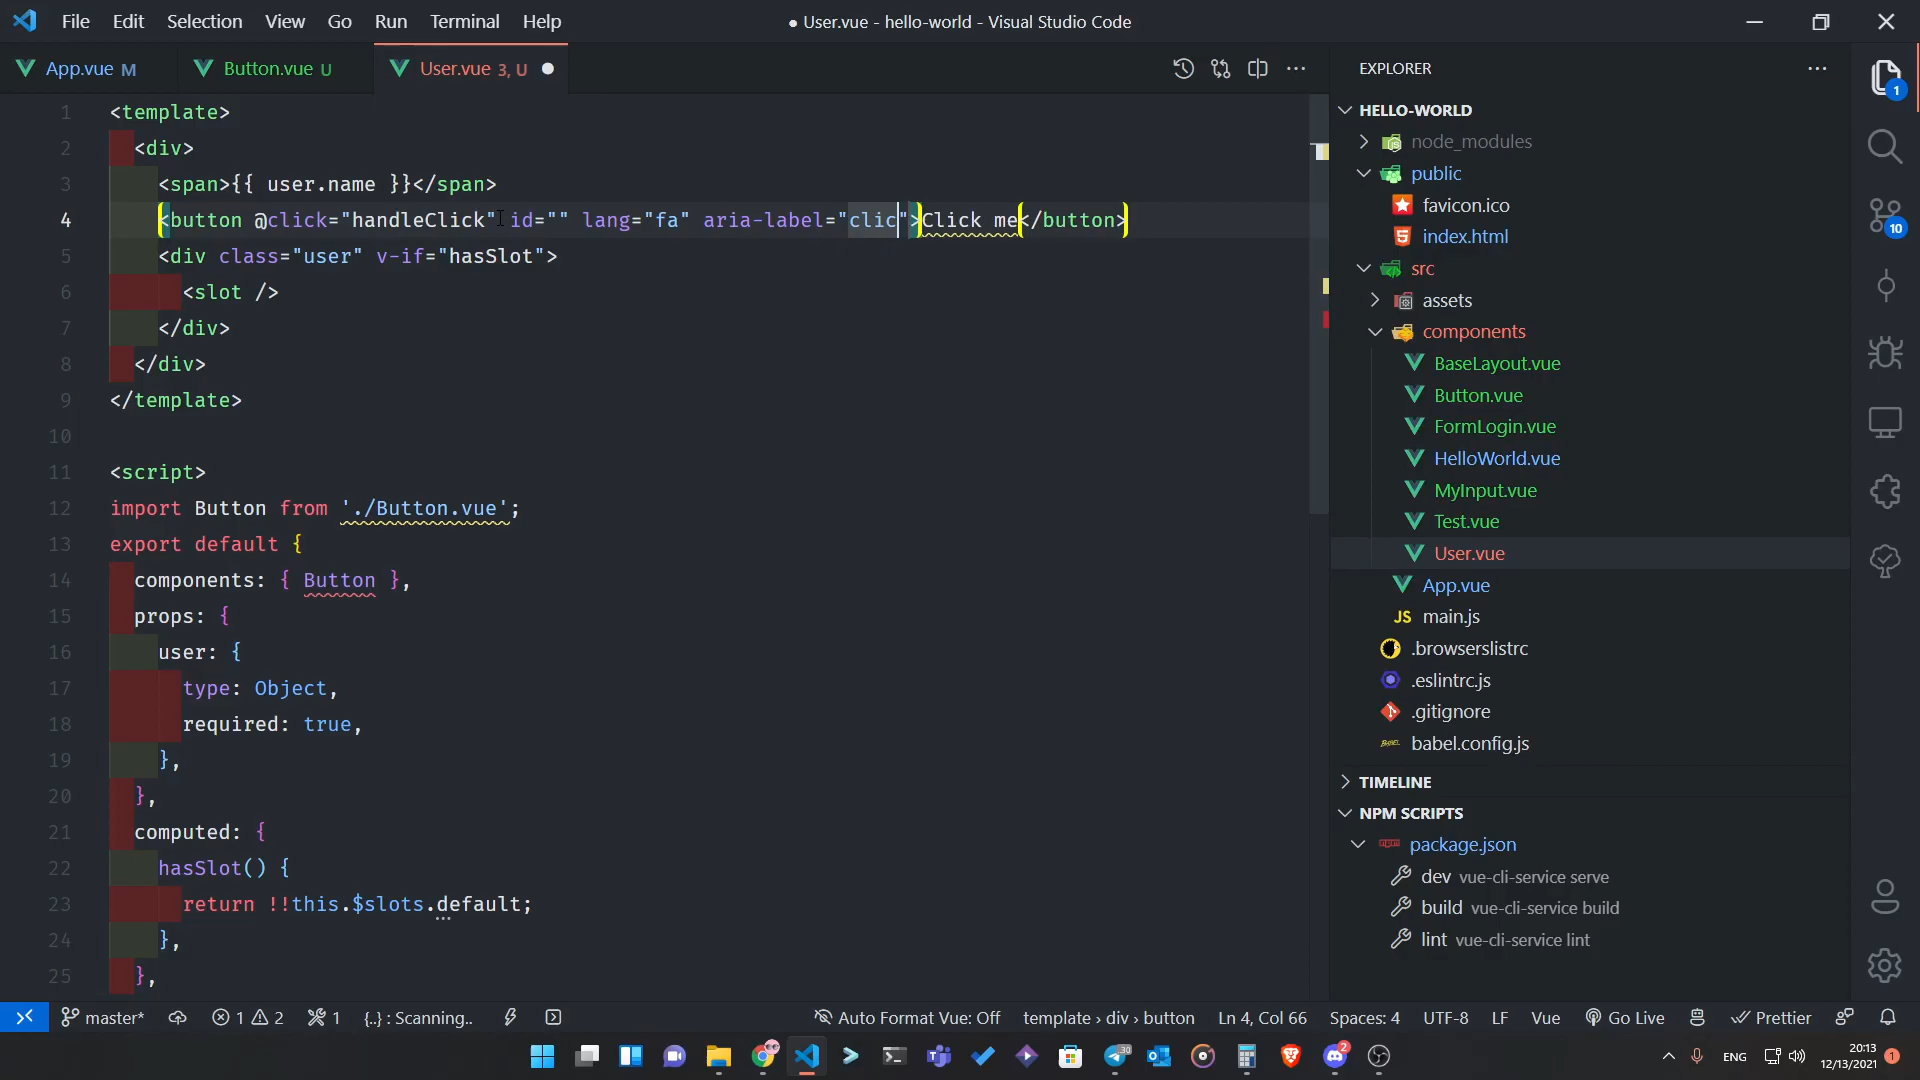 File Edit Selection View Go Run Terminal Help
● User.vue - hello-world - Visual Studio Code
App.vue M
Button.vue U
User.vue 3, U
1 <template>
2 <div>
3 <span>{{ user.name }}</span>
4 <button @click="handleClick" id="" lang="fa" aria-label="clic">Click me</button>
5 <div class="user" v-if="hasSlot">
6 <slot />
7 </div>
8 </div>
9 </template>
10
11 <script>
12 import Button from './Button.vue';
13 export default {
14 components: { Button },
15 props: {
16 user: {
17 type: Object,
18 required: true,
19 },
20 },
21 computed: {
22 hasSlot() {
23 return !!this.$slots.default;
24 },
25 },
EXPLORER
HELLO-WORLD
node_modules
public
favicon.ico
index.html
src
assets
components
BaseLayout.vue
Button.vue
FormLogin.vue
HelloWorld.vue
MyInput.vue
Test.vue
User.vue
App.vue
JS main.js
.browserslistrc
.eslintrc.js
.gitignore
babel.config.js
TIMELINE
NPM SCRIPTS
package.json
dev vue-cli-service serve
build vue-cli-service build
lint vue-cli-service lint
1
10
master* 1 2 1 {..} : Scanning.. Auto Format Vue: Off template › div › button Ln 4, Col 66 Spaces: 4 UTF-8 LF Vue Go Live Prettier
30
2
ENG
20:13
12/13/2021
1